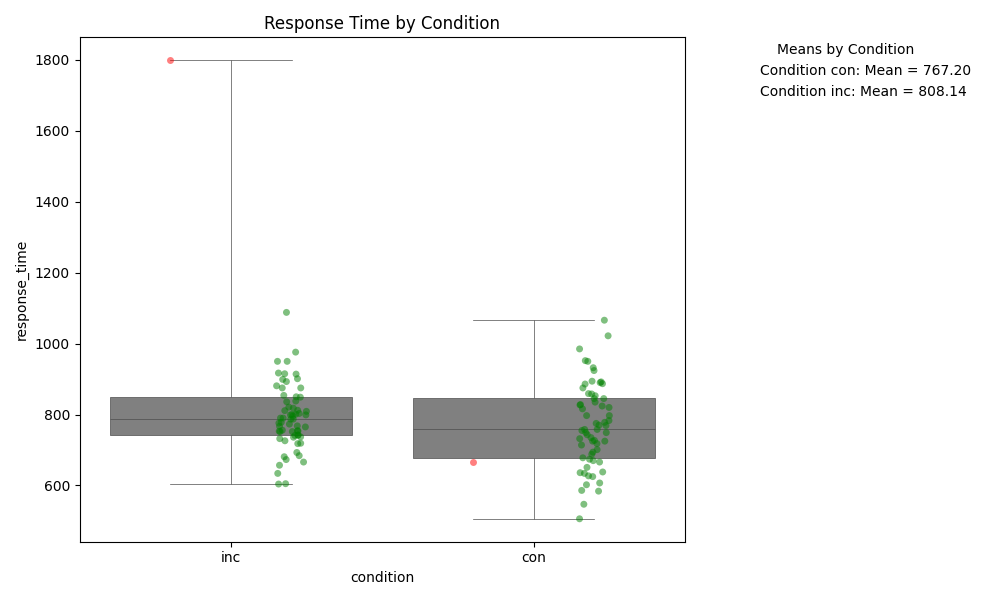 Response Time by Condition
Means by Condition
Condition con: Mean = 767.20
Condition inc: Mean = 808.14
1800
1600
1400
1200
1000
800
600
response_time
inc con
condition